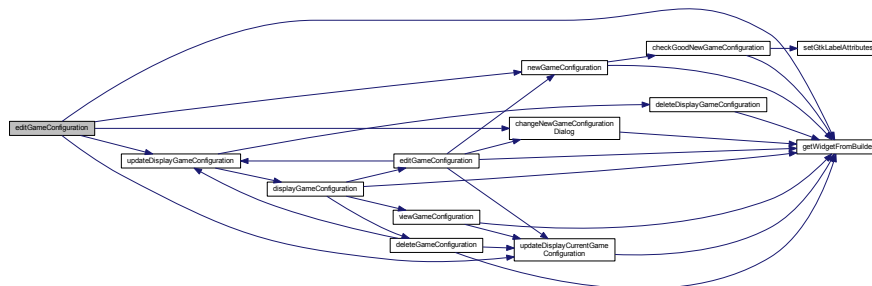 checkGoodNewGameConfiguration
setGtkLabelAttributes
newGameConfiguration
deleteDisplayGameConfiguration
editGameConfiguration
changeNewGameConfiguration
Dialog
getWidgetFromBuilder
updateDisplayGameConfiguration
editGameConfiguration
displayGameConfiguration
viewGameConfiguration
deleteGameConfiguration
updateDisplayCurrentGame
Configuration